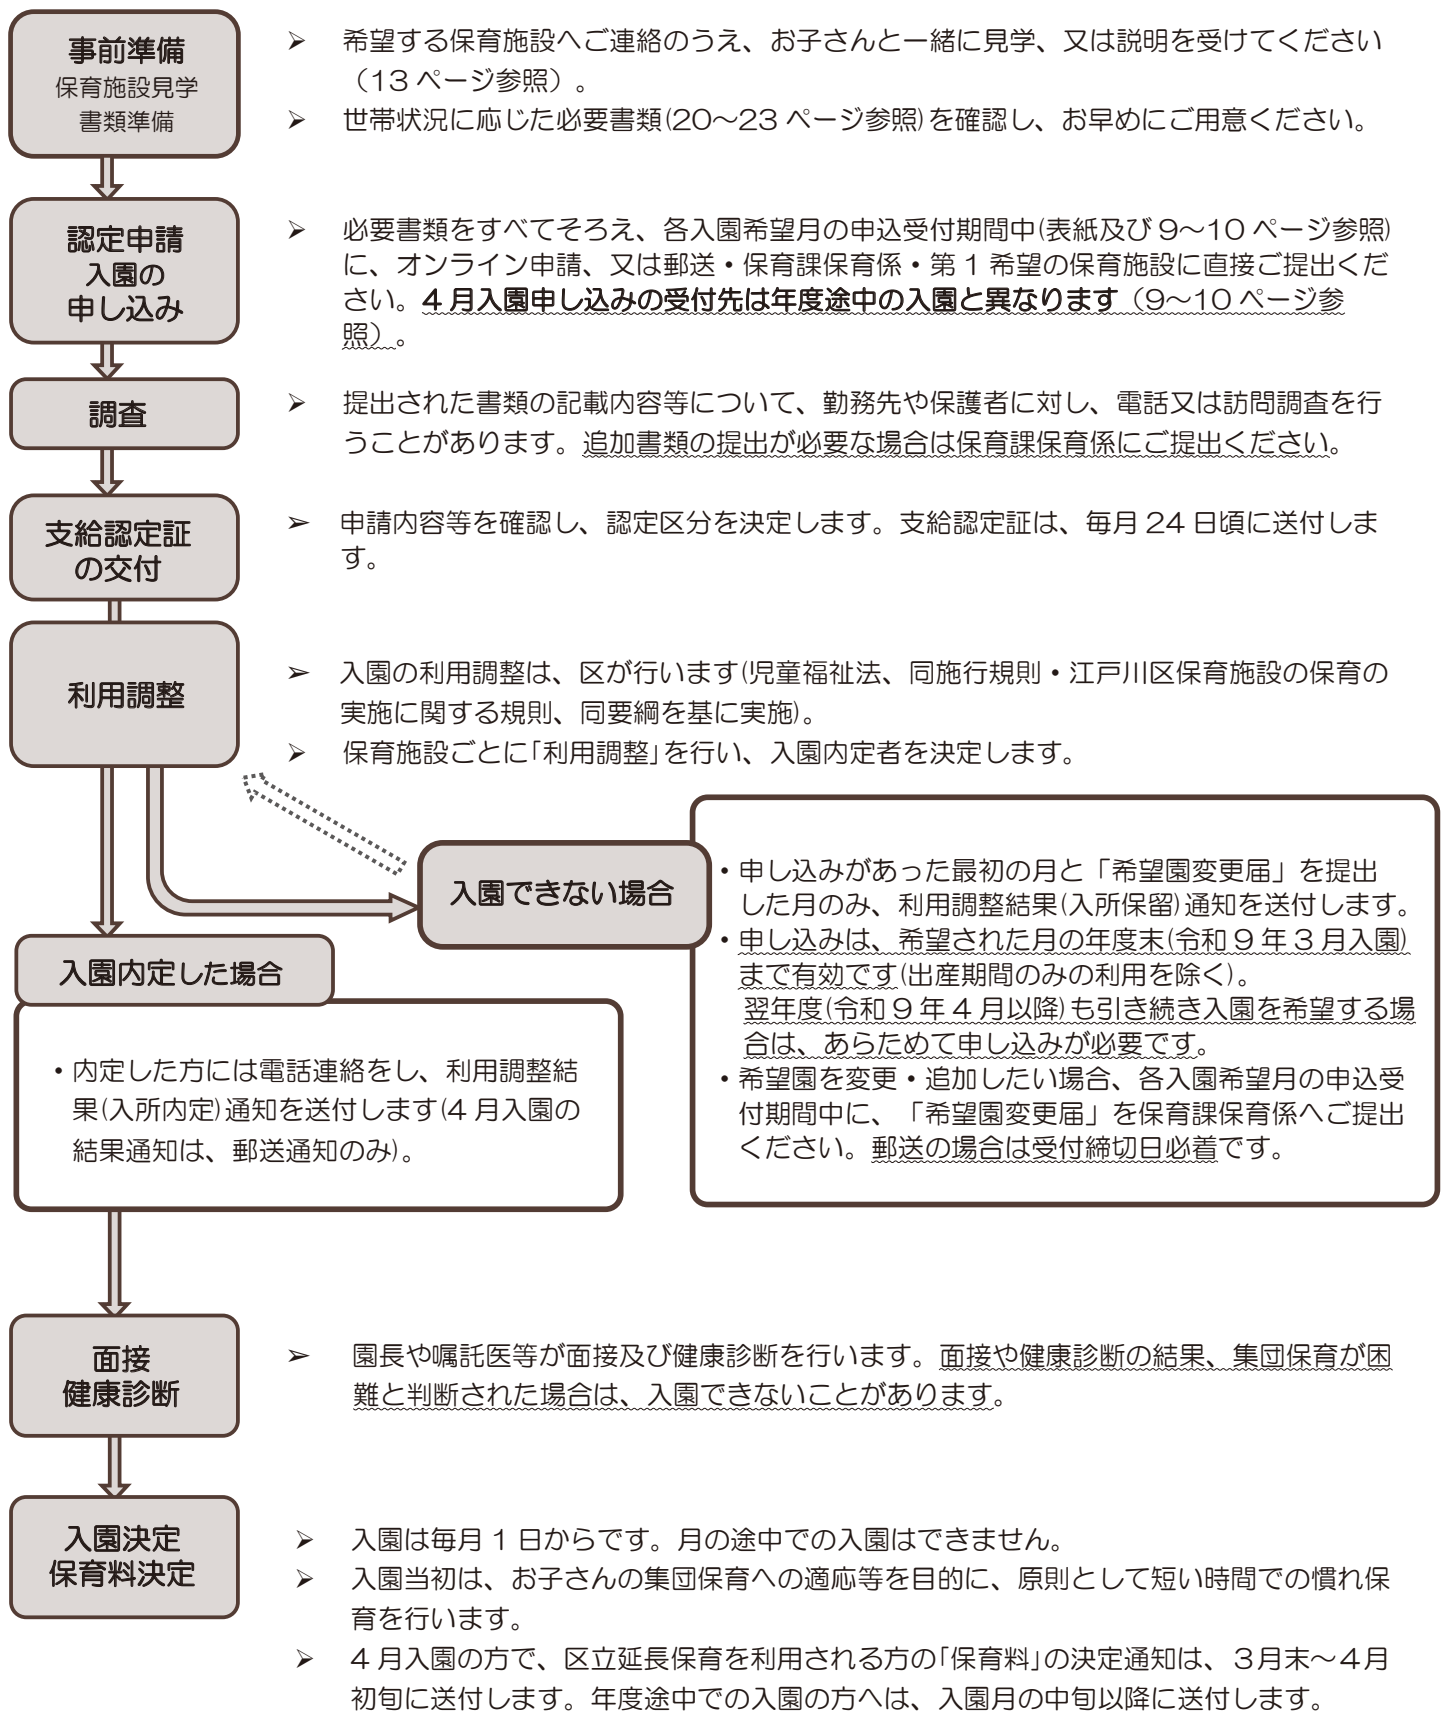 事前準備
保育施設見学
書類準備
➢ 希望する保育施設へご連絡のうえ、お子さんと一緒に見学、又は説明を受けてください
（13 ページ参照）。
➢ 世帯状況に応じた必要書類(20～23 ページ参照)を確認し、お早めにご用意ください。
認定申請
入園の
申し込み
➢ 必要書類をすべてそろえ、各入園希望月の申込受付期間中(表紙及び 9～10 ページ参照)
に、オンライン申請、又は郵送・保育課保育係・第 1 希望の保育施設に直接ご提出くだ
さい。4 月入園申し込みの受付先は年度途中の入園と異なります（9～10 ページ参
照）。
調査
➢ 提出された書類の記載内容等について、勤務先や保護者に対し、電話又は訪問調査を行
うことがあります。追加書類の提出が必要な場合は保育課保育係にご提出ください。
支給認定証
の交付
➢ 申請内容等を確認し、認定区分を決定します。支給認定証は、毎月 24 日頃に送付しま
す。
利用調整
➢ 入園の利用調整は、区が行います(児童福祉法、同施行規則・江戸川区保育施設の保育の
実施に関する規則、同要綱を基に実施)。
➢ 保育施設ごとに「利用調整」を行い、入園内定者を決定します。
入園できない場合
・申し込みがあった最初の月と「希望園変更届」を提出
した月のみ、利用調整結果(入所保留)通知を送付します。
・申し込みは、希望された月の年度末(令和 9 年 3 月入園)
まで有効です(出産期間のみの利用を除く)。
翌年度(令和 9 年 4 月以降)も引き続き入園を希望する場
合は、あらためて申し込みが必要です。
・希望園を変更・追加したい場合、各入園希望月の申込受
付期間中に、「希望園変更届」を保育課保育係へご提出
ください。郵送の場合は受付締切日必着です。
入園内定した場合
・内定した方には電話連絡をし、利用調整結
果(入所内定)通知を送付します(4 月入園の
結果通知は、郵送通知のみ)。
面接
健康診断
➢ 園長や嘱託医等が面接及び健康診断を行います。面接や健康診断の結果、集団保育が困
難と判断された場合は、入園できないことがあります。
入園決定
保育料決定
➢ 入園は毎月 1 日からです。月の途中での入園はできません。
➢ 入園当初は、お子さんの集団保育への適応等を目的に、原則として短い時間での慣れ保
育を行います。
➢ 4 月入園の方で、区立延長保育を利用される方の「保育料」の決定通知は、３月末～４月
初旬に送付します。年度途中での入園の方へは、入園月の中旬以降に送付します。